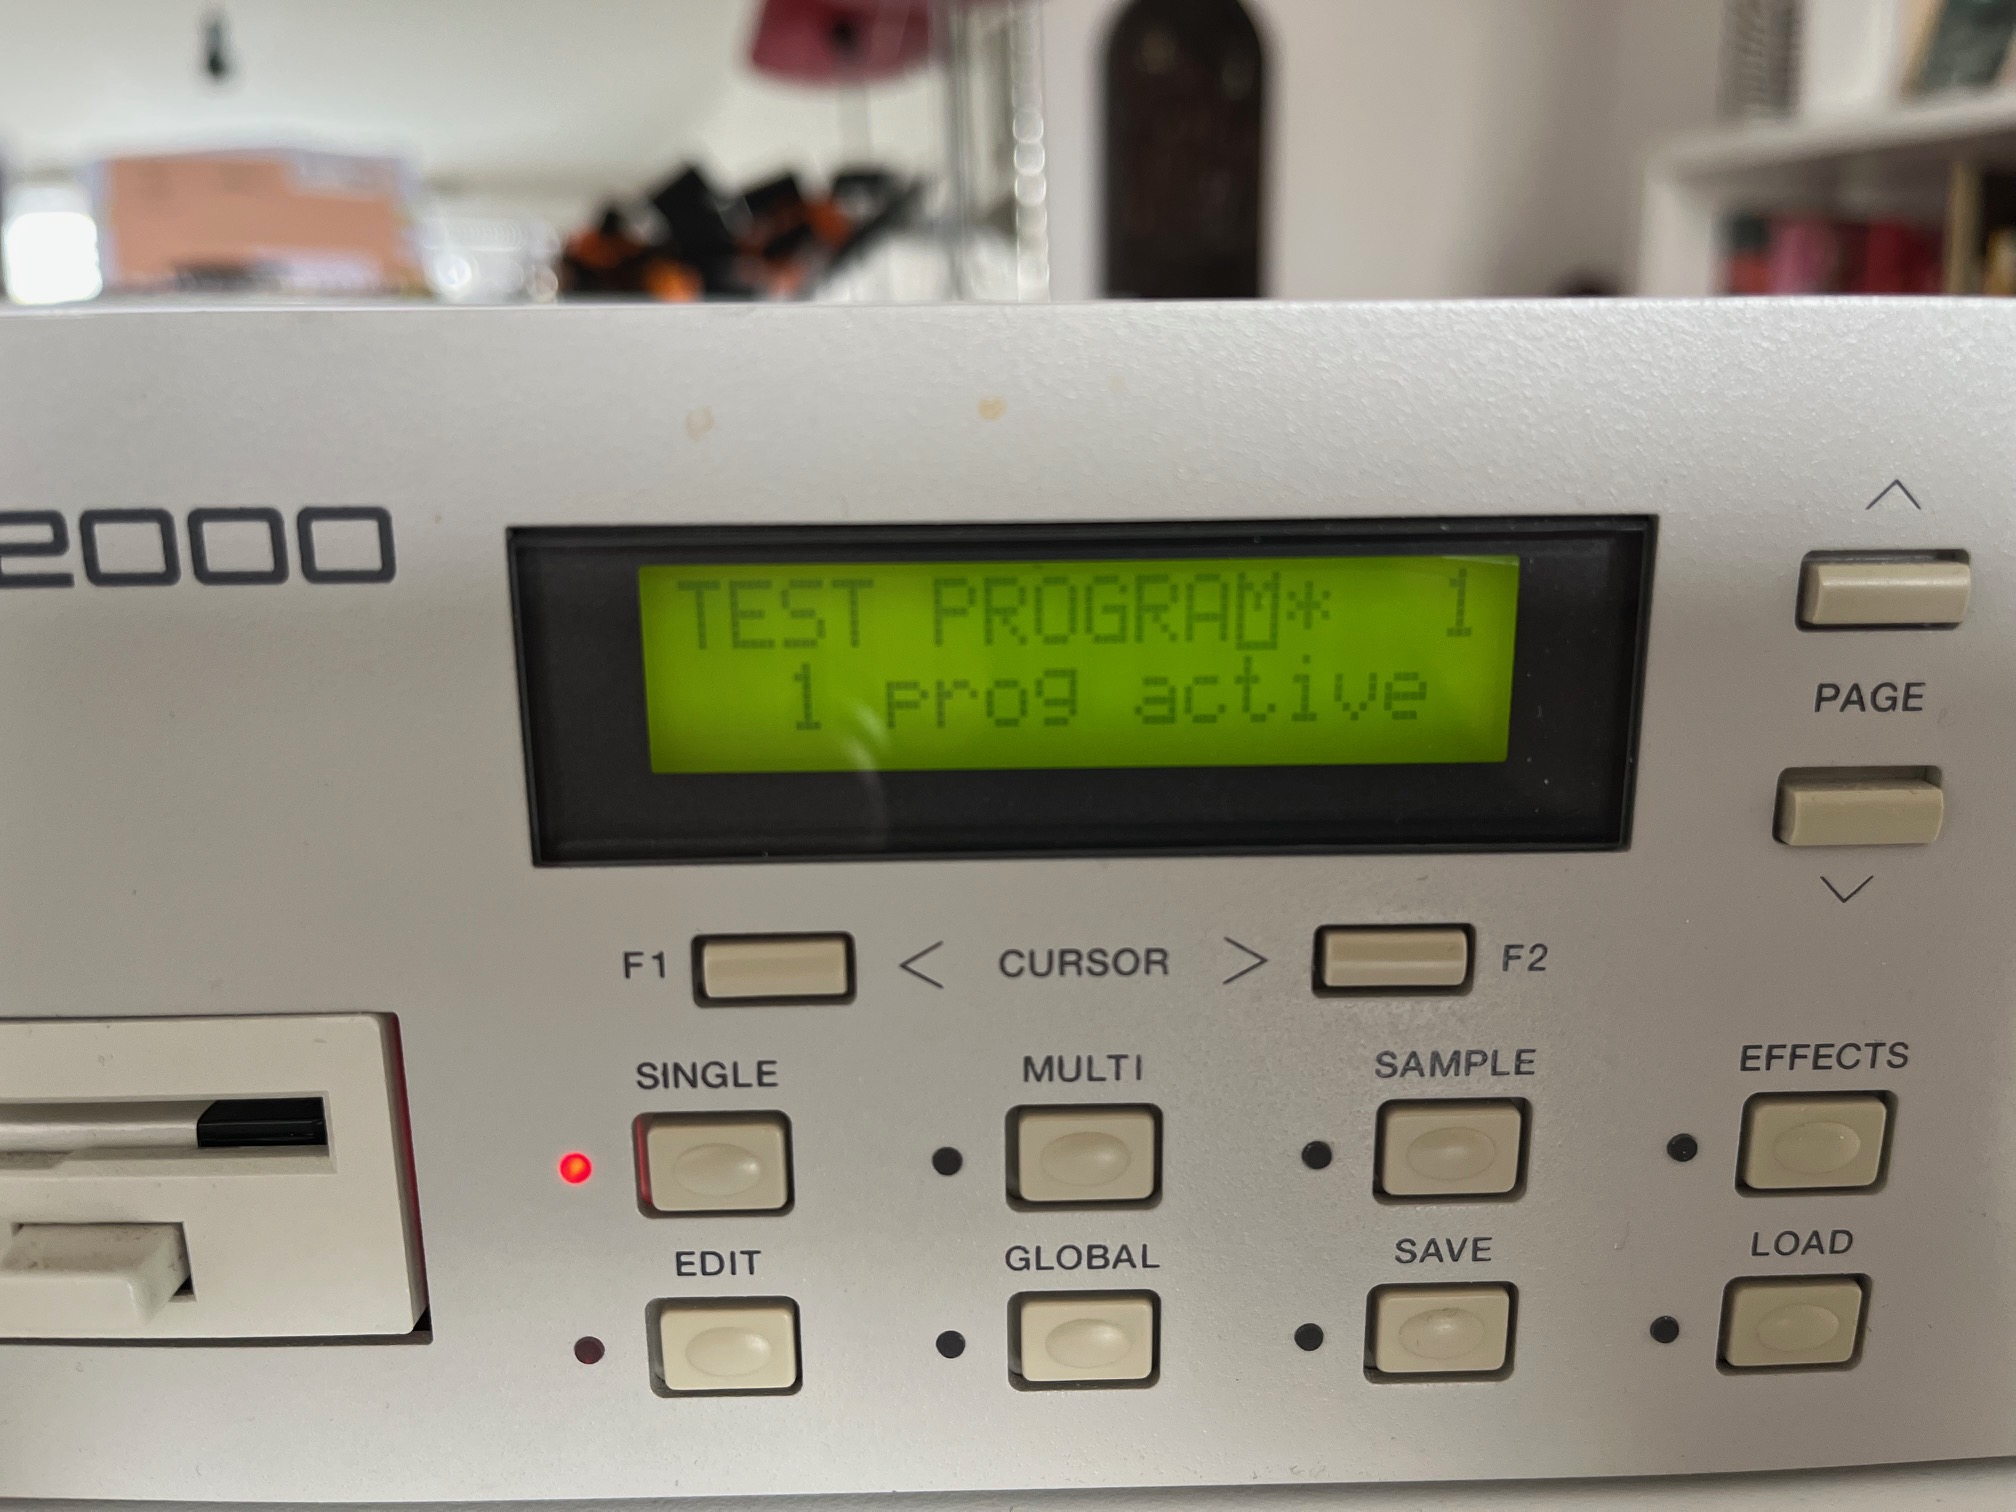 2000
TEST PROGRAM* 1
1 prog active
PAGE
F1 < CURSOR > F2
SINGLE MULTI SAMPLE EFFECTS
EDIT GLOBAL SAVE LOAD